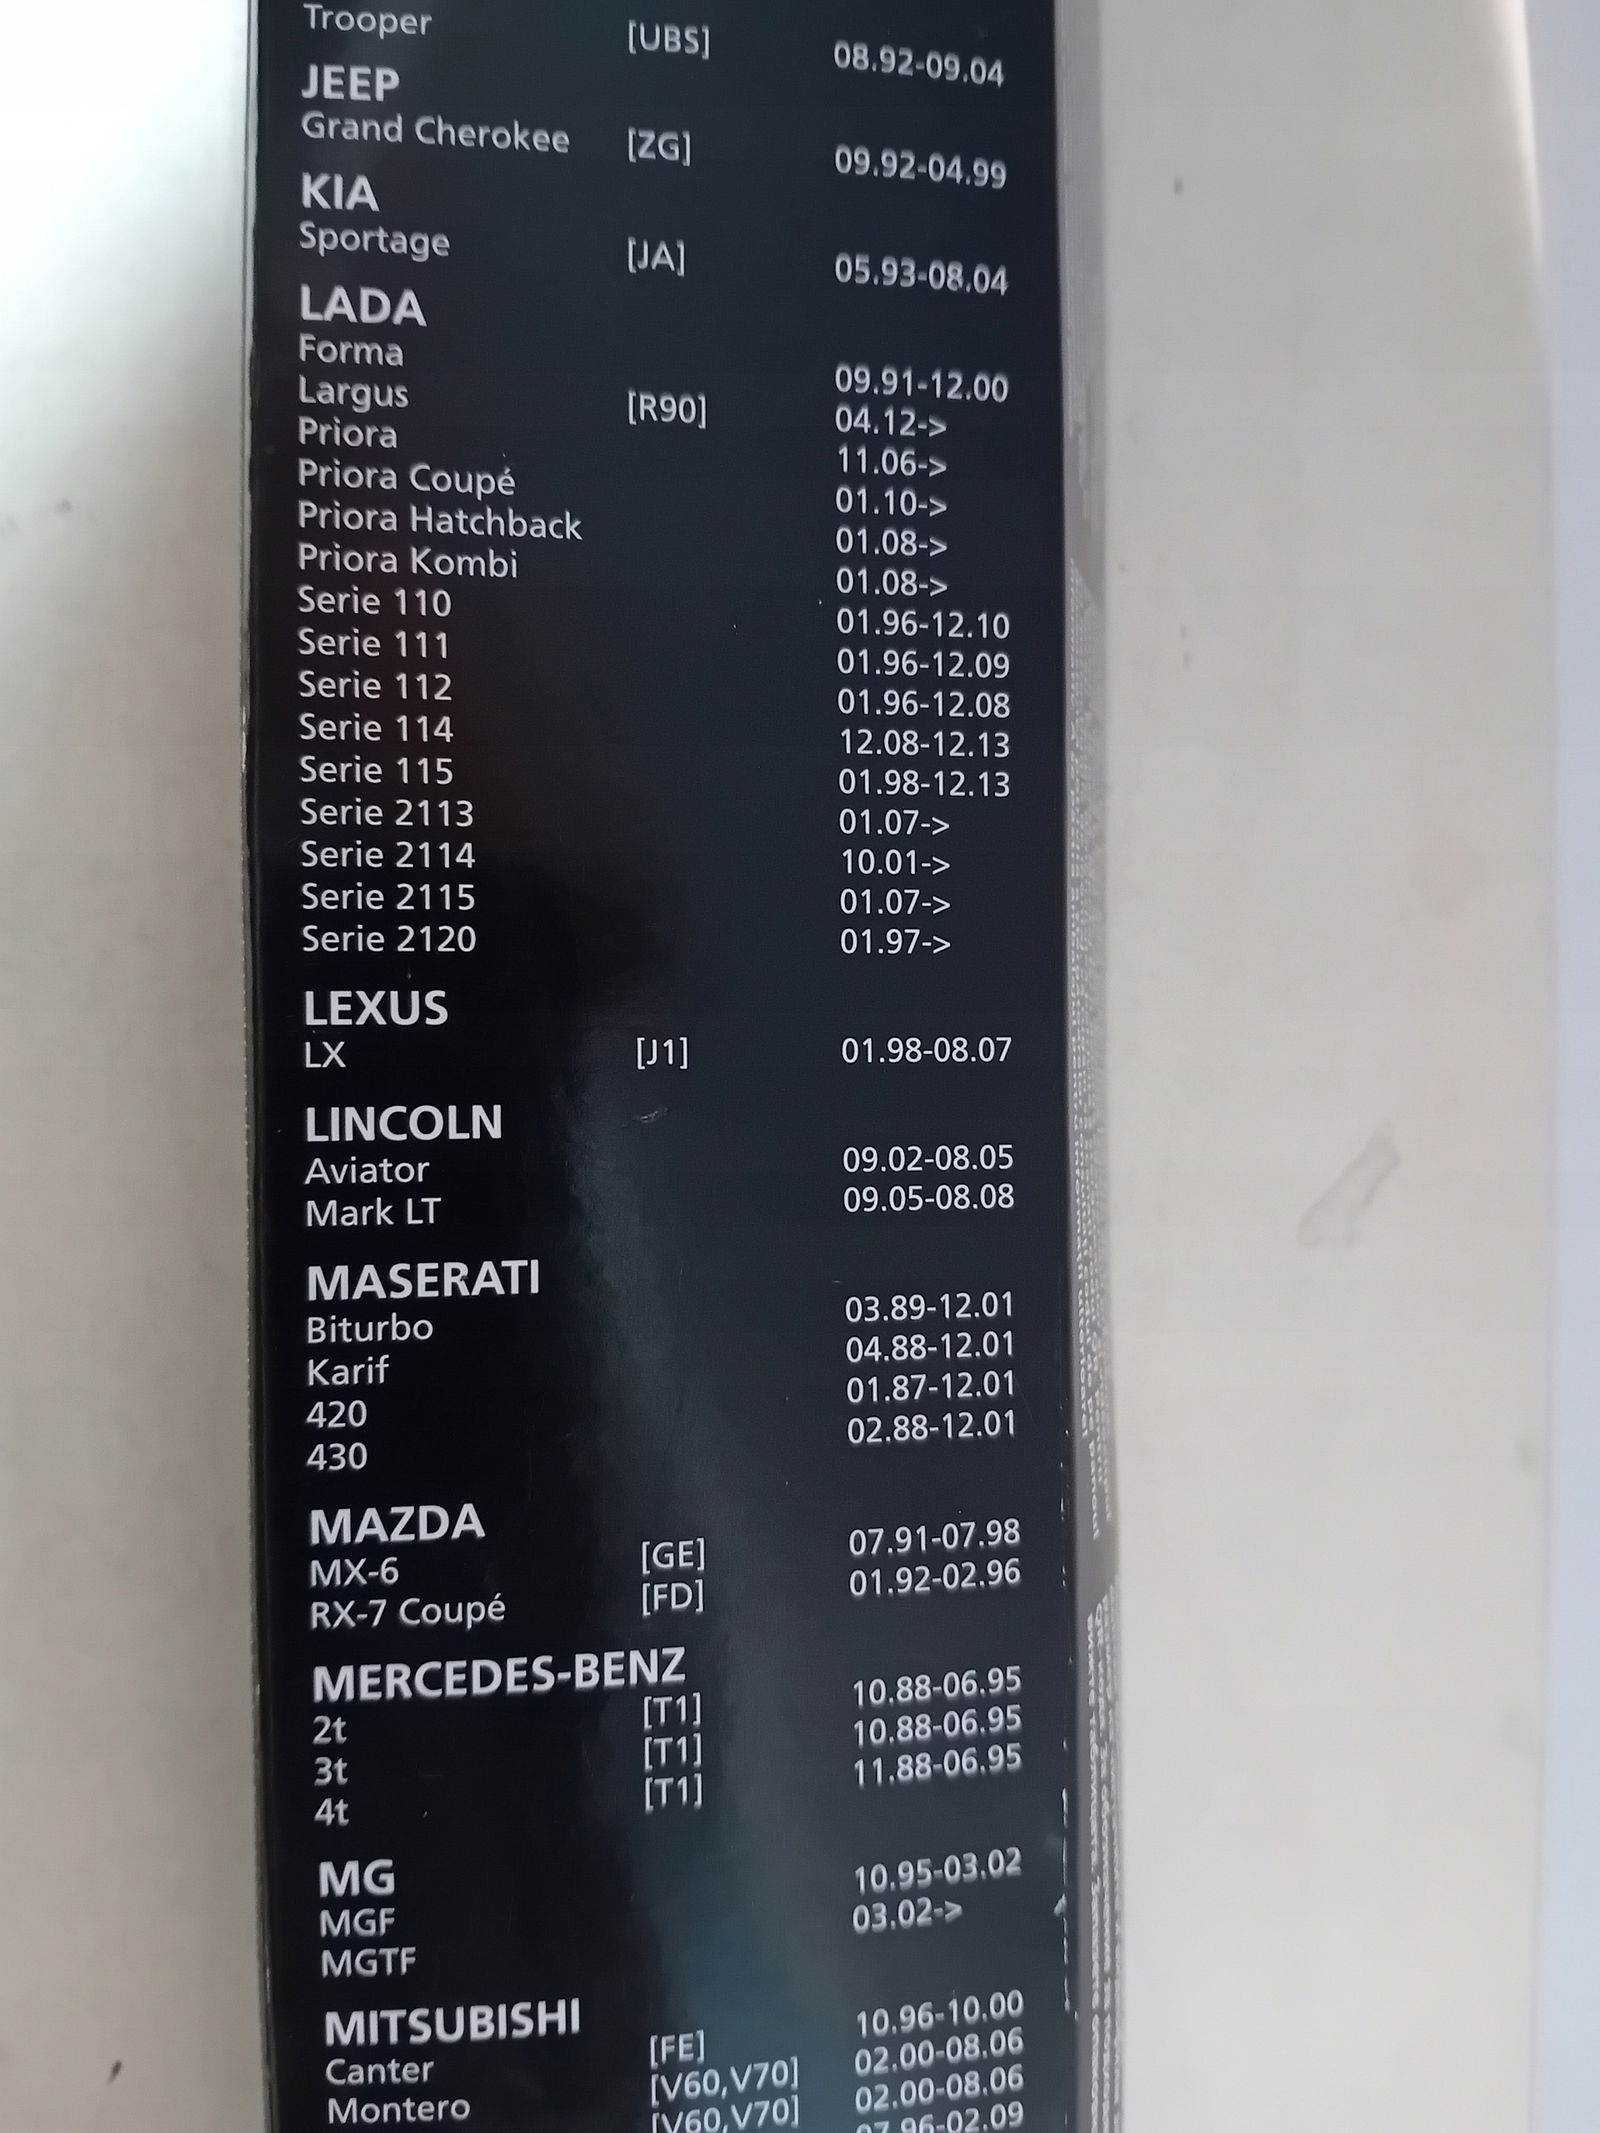 Trooper [UBS] 08.92-09.04
JEEP
Grand Cherokee [ZG] 09.92-04.99
KIA
Sportage [JA] 05.93-08.04
LADA
Forma 09.91-12.00
Largus [R90] 04.12->
Priora 11.06->
Priora Coupé 01.10->
Priora Hatchback 01.08->
Priora Kombi 01.08->
Serie 110 01.96-12.10
Serie 111 01.96-12.09
Serie 112 01.96-12.08
Serie 114 12.08-12.13
Serie 115 01.98-12.13
Serie 2113 01.07->
Serie 2114 10.01->
Serie 2115 01.07->
Serie 2120 01.97->
LEXUS
LX [J1] 01.98-08.07
LINCOLN
Aviator 09.02-08.05
Mark LT 09.05-08.08
MASERATI
Biturbo 03.89-12.01
Karif 04.88-12.01
420 01.87-12.01
430 02.88-12.01
MAZDA
MX-6 [GE] 07.91-07.98
RX-7 Coupé [FD] 01.92-02.96
MERCEDES-BENZ
2t [T1] 10.88-06.95
3t [T1] 10.88-06.95
4t [T1] 11.88-06.95
MG
MGF 10.95-03.02
MGTF 03.02->
MITSUBISHI
Canter [FE] 10.96-10.00
Montero [V60,V70] 02.00-08.06
[V60,V70] 02.00-08.06
07.96-02.09